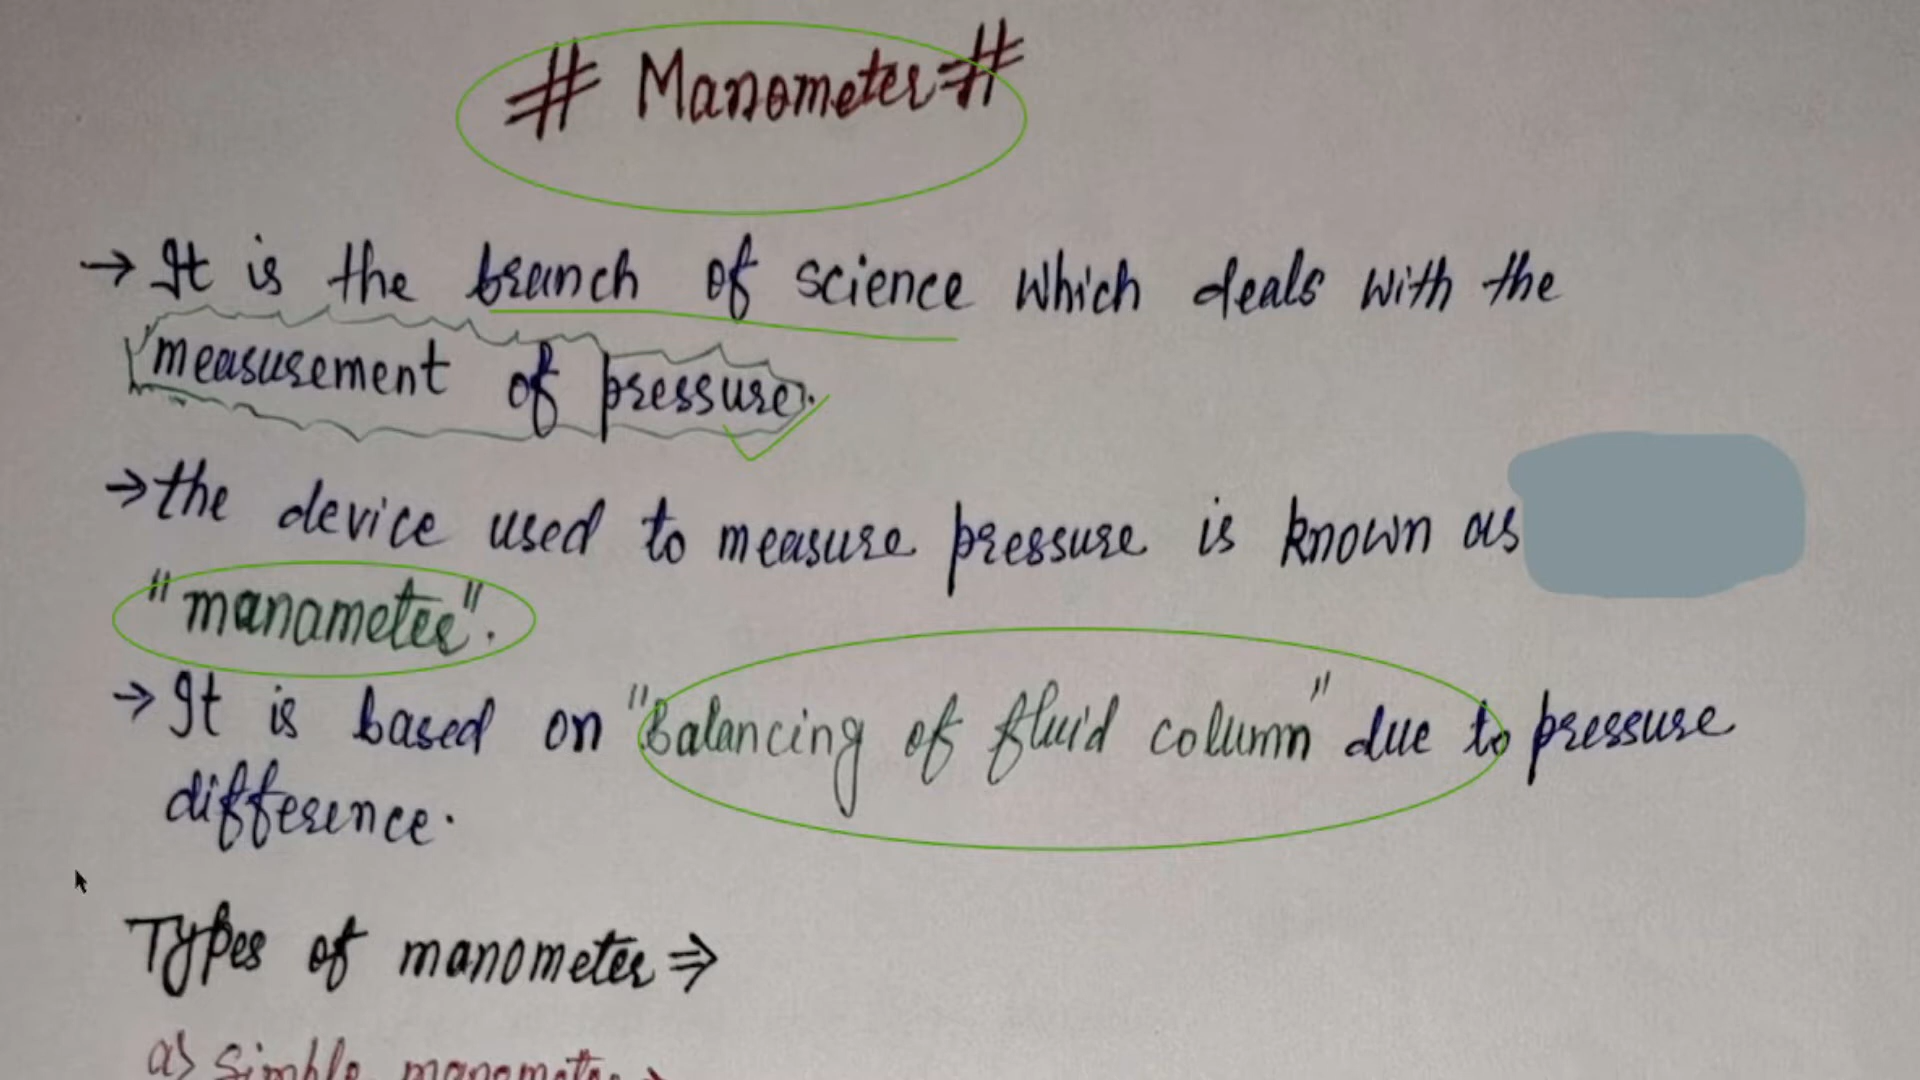 # Manometer #
→ It is the branch of science which deals with the
measurement of pressure.
→ the device used to measure pressure is known as
"manameter".
→ It is based on "Balancing of fluid column" due to pressure
difference.
Types of manometer ⇒
a) Simple manometer →